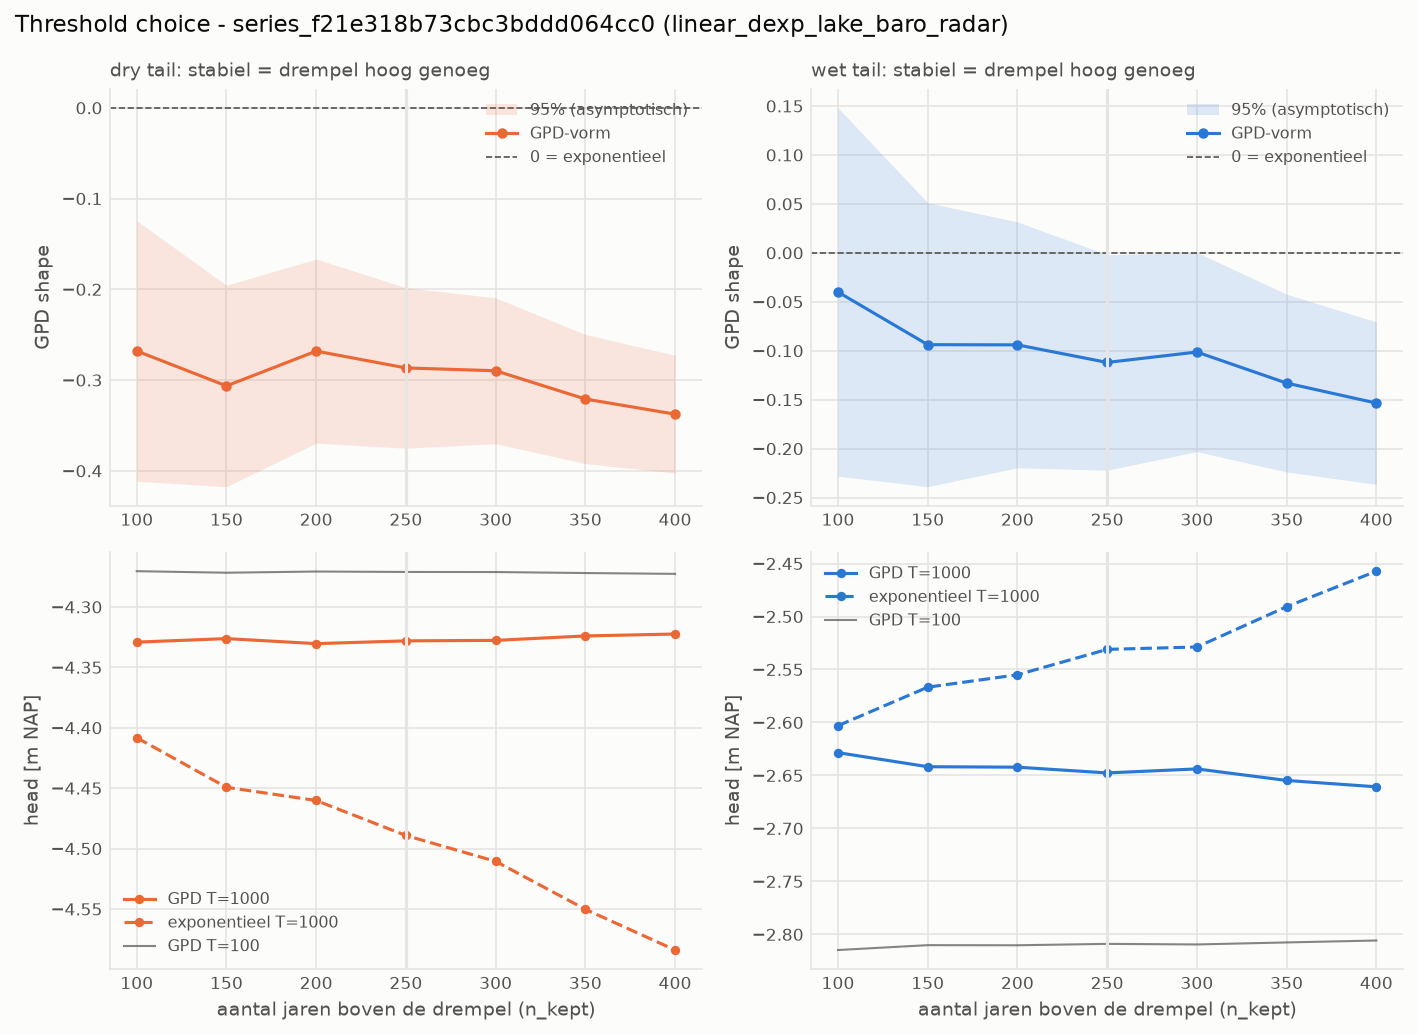 Threshold choice - series_f21e318b73cbc3bddd064cc0 (linear_dexp_lake_baro_radar)
dry tail: stabiel = drempel hoog genoeg
0.0
−0.1
−0.2
−0.3
−0.4
GPD shape
95% (asymptotisch)
GPD-vorm
0 = exponentieel
100 150 200 250 300 350 400
wet tail: stabiel = drempel hoog genoeg
0.15
0.10
0.05
0.00
−0.05
−0.10
−0.15
−0.20
−0.25
GPD shape
95% (asymptotisch)
GPD-vorm
0 = exponentieel
100 150 200 250 300 350 400
−4.30
−4.35
−4.40
−4.45
−4.50
−4.55
head [m NAP]
GPD T=1000
exponentieel T=1000
GPD T=100
100 150 200 250 300 350 400
aantal jaren boven de drempel (n_kept)
−2.45
−2.50
−2.55
−2.60
−2.65
−2.70
−2.75
−2.80
head [m NAP]
GPD T=1000
exponentieel T=1000
GPD T=100
100 150 200 250 300 350 400
aantal jaren boven de drempel (n_kept)